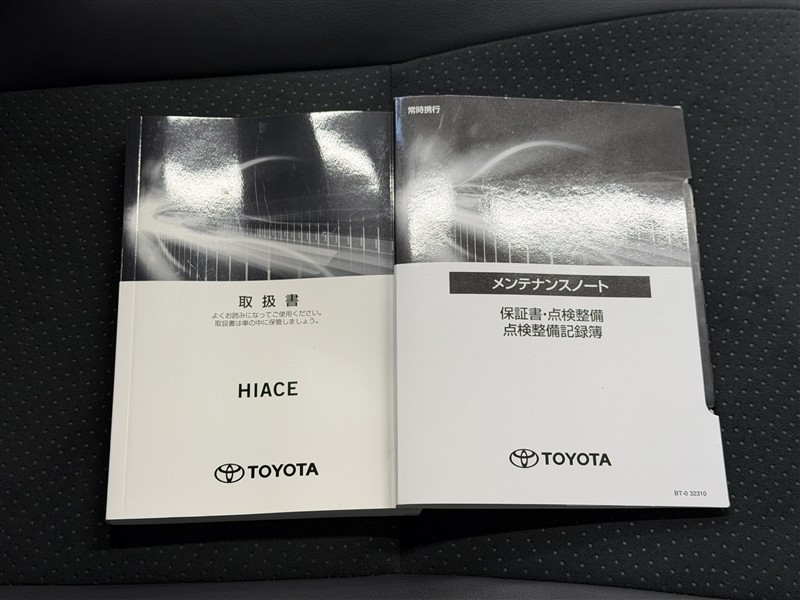 取扱書
よくお読みになってご使用ください。
取扱書は車の中に保管しましょう。
HIACE
TOYOTA
常時携行
メンテナンスノート
保証書・点検整備
点検整備記録簿
TOYOTA
BT-0 32310